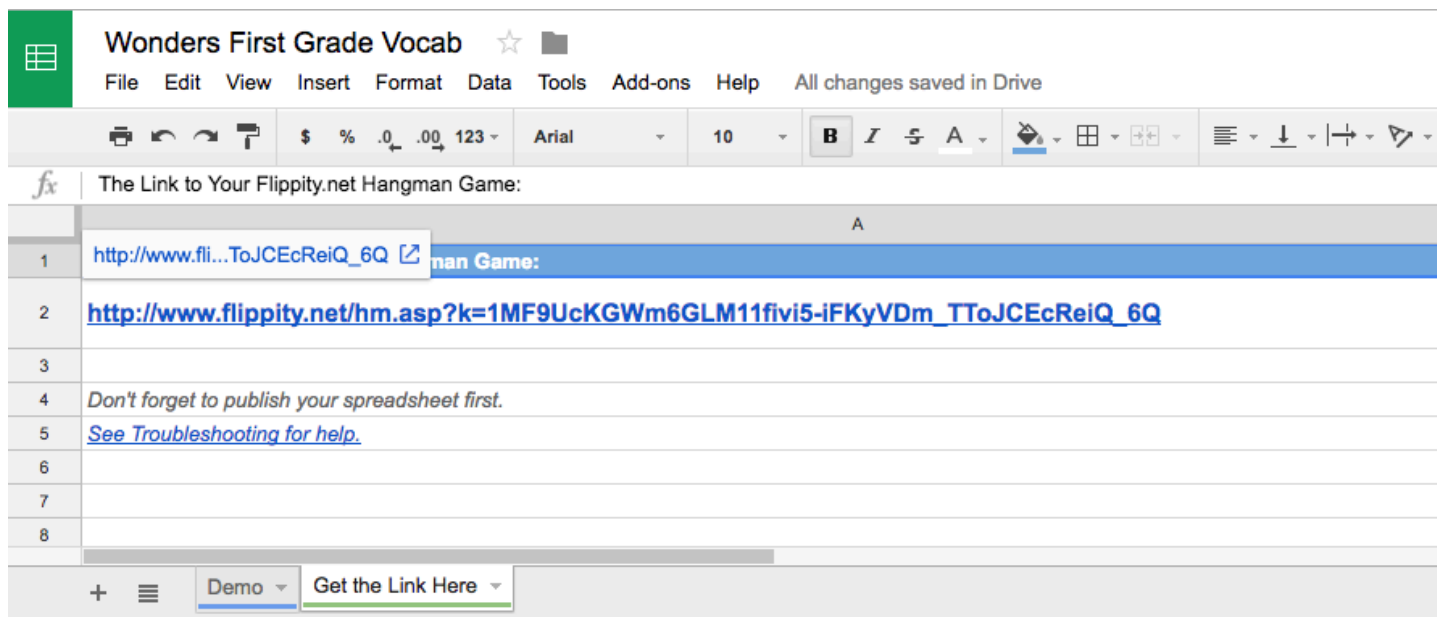 Wonders First Grade Vocab
File Edit View Insert Format Data Tools Add-ons Help All changes saved in Drive
$ % .0 .00 123 Arial 10 B I S A
fx The Link to Your Flippity.net Hangman Game:
A
http://www.fli...ToJCEcReiQ_6Q
1 man Game:
2 http://www.flippity.net/hm.asp?k=1MF9UcKGWm6GLM11fivi5-iFKyVDm_TToJCEcReiQ_6Q
3
4 Don't forget to publish your spreadsheet first.
5 See Troubleshooting for help.
6
7
8
+ Demo Get the Link Here